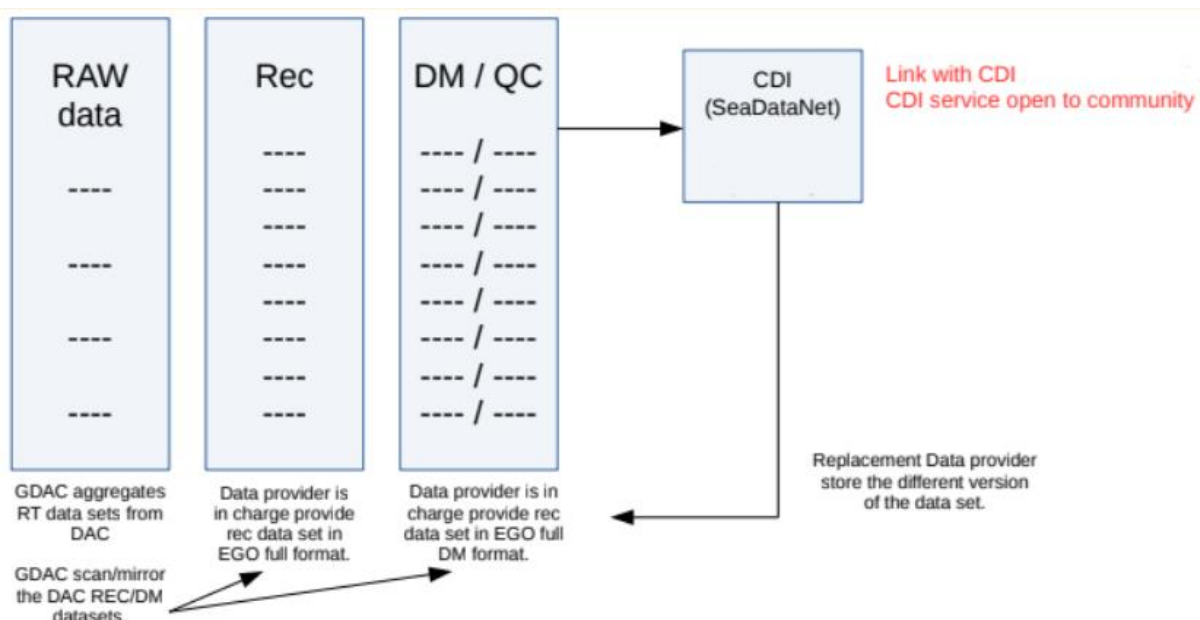 RAW
data
----
----
----
----
GDAC aggregates
RT data sets from
DAC
GDAC scan/mirror
the DAC REC/DM
datasets
Rec
----
----
----
----
----
----
----
----
Data provider is
in charge provide
rec data set in
EGO full format.
DM / QC
---- / ----
---- / ----
---- / ----
---- / ----
---- / ----
---- / ----
---- / ----
---- / ----
Data provider is in
charge provide rec
data set in EGO full
DM format.
CDI
(SeaDataNet)
Link with CDI
CDI service open to community
Replacement Data provider
store the different version
of the data set.